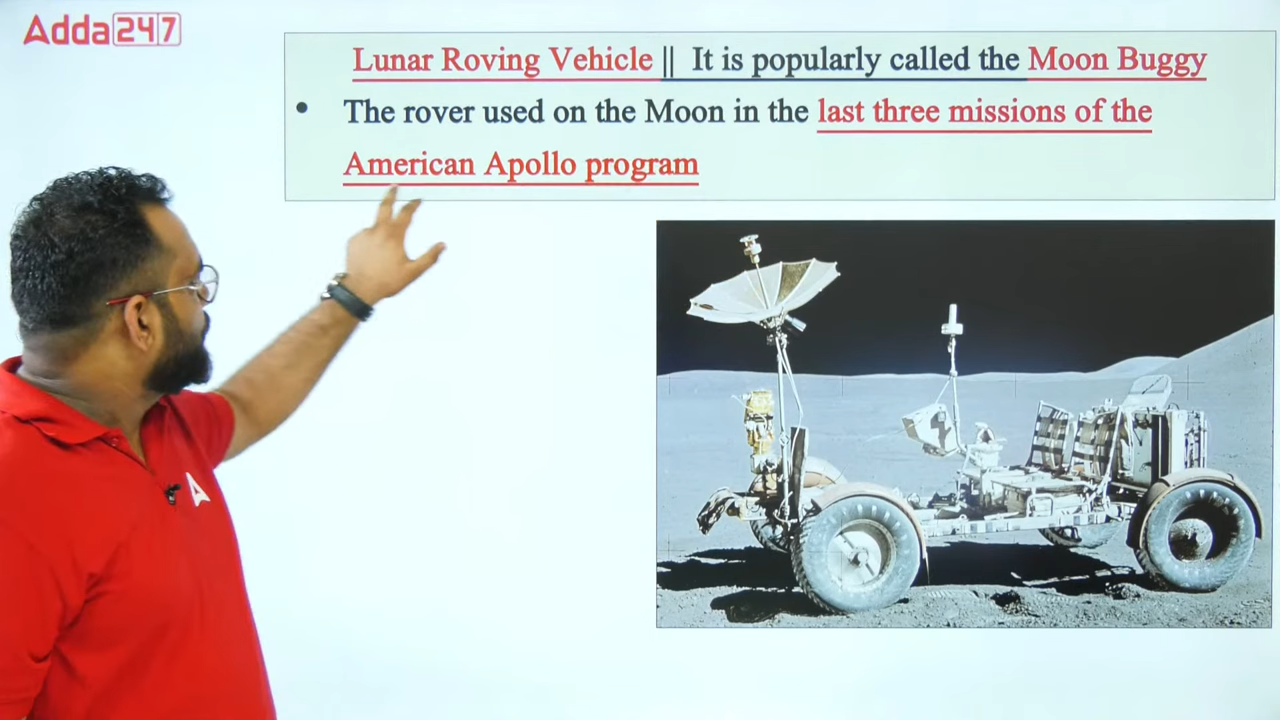 Adda247
Lunar Roving Vehicle || It is popularly called the Moon Buggy
• The rover used on the Moon in the last three missions of the
American Apollo program